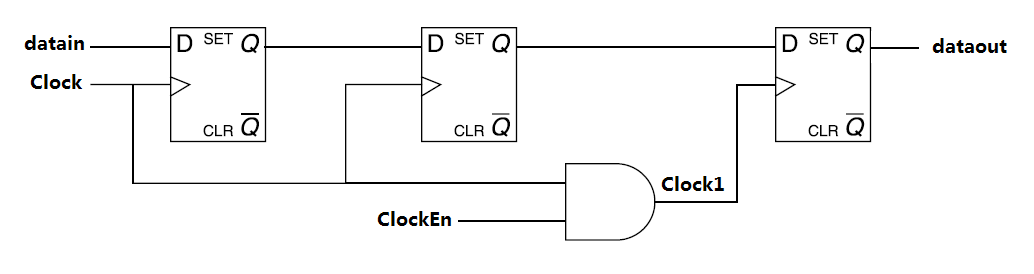 datain
D SET Q
Clock
CLR Q
D SET Q
CLR Q
D SET Q
dataout
CLR Q
ClockEn
Clock1